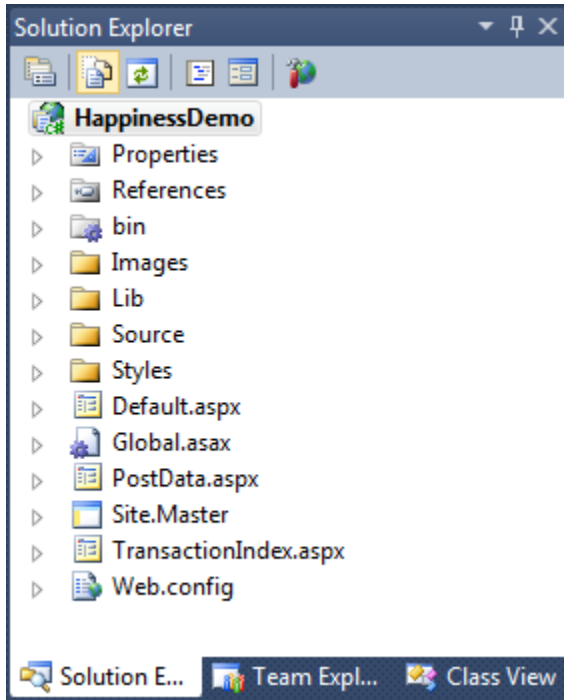 Solution Explorer
HappinessDemo
Properties
References
bin
Images
Lib
Source
Styles
Default.aspx
Global.asax
PostData.aspx
Site.Master
TransactionIndex.aspx
Web.config
Solution E... Team Expl... Class View